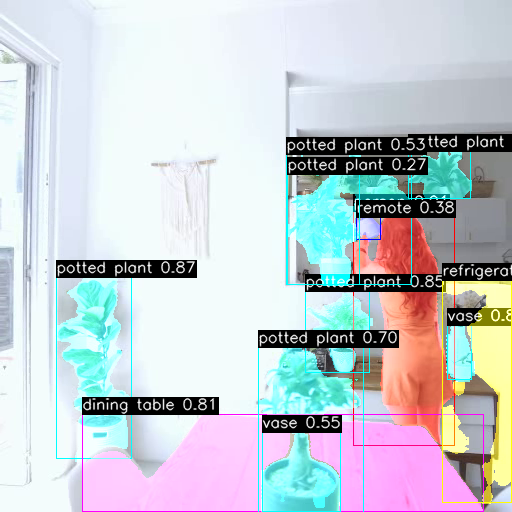 potted plant 0.53
tted plant
potted plant 0.27
remote 0.38
potted plant 0.87
refrigerat
potted plant 0.85
vase 0.8
potted plant 0.70
dining table 0.81
vase 0.55